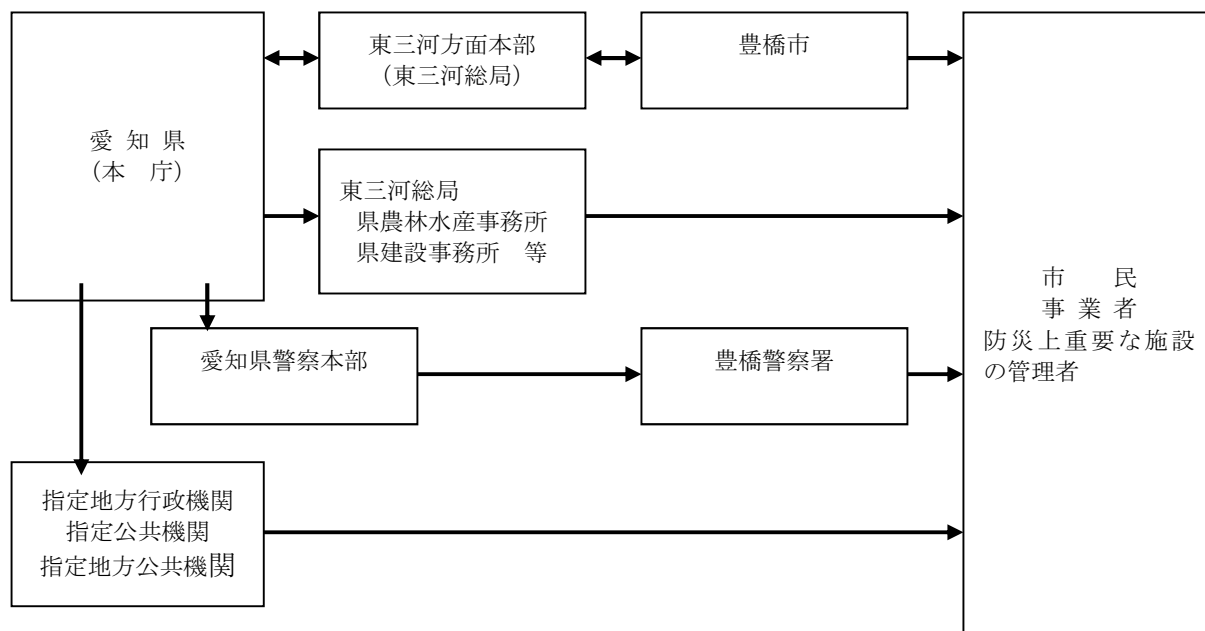 愛 知 県
（本　庁）
東三河方面本部
（東三河総局）
豊橋市
東三河総局
県農林水産事務所
県建設事務所　等
愛知県警察本部
豊橋警察署
指定地方行政機関
指定公共機関
指定地方公共機関
市　　民
事 業 者
防災上重要な施設
の管理者